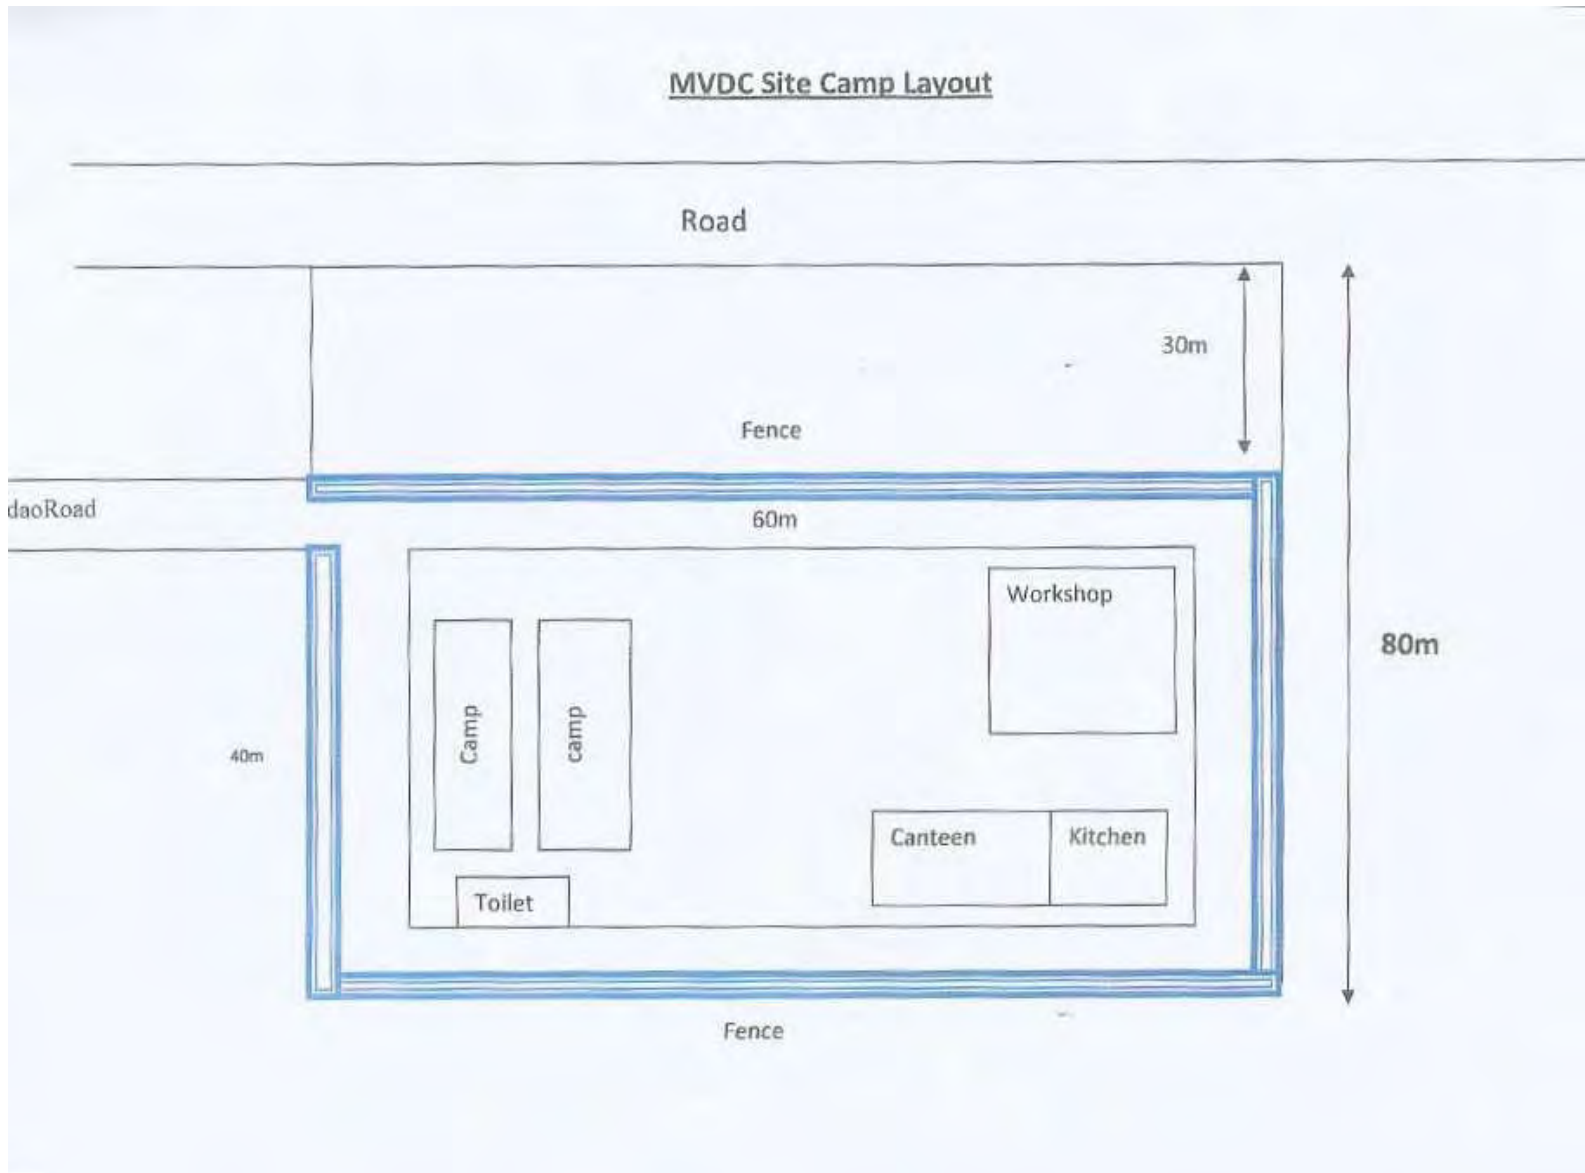 MVDC Site Camp Layout
Road
30m
Fence
daoRoad
60m
Workshop
80m
Camp
camp
40m
Canteen
Kitchen
Toilet
Fence